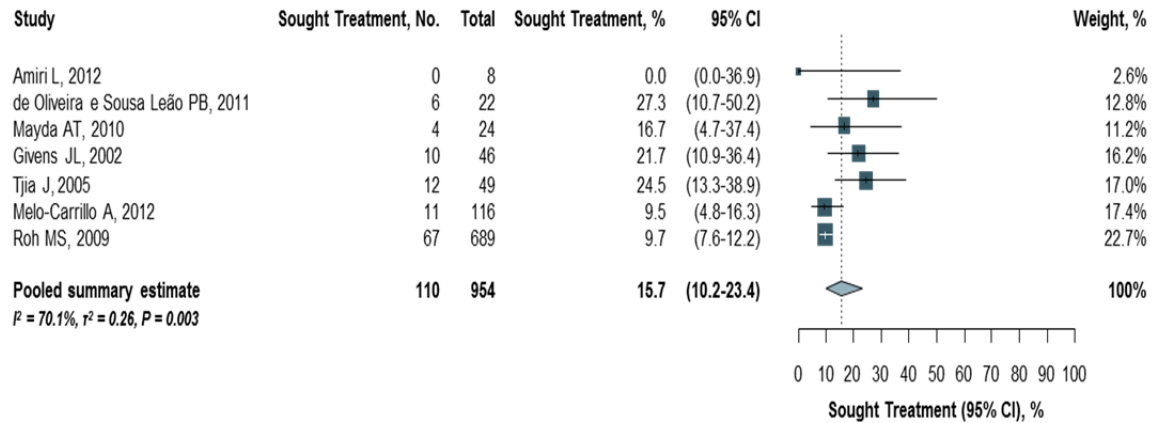 Study Sought Treatment, No. Total Sought Treatment, % 95% CI Weight, %
Amiri L, 2012 0 8 0.0 (0.0-36.9) 2.6%
de Oliveira e Sousa Leão PB, 2011 6 22 27.3 (10.7-50.2) 12.8%
Mayda AT, 2010 4 24 16.7 (4.7-37.4) 11.2%
Givens JL, 2002 10 46 21.7 (10.9-36.4) 16.2%
Tjia J, 2005 12 49 24.5 (13.3-38.9) 17.0%
Melo-Carrillo A, 2012 11 116 9.5 (4.8-16.3) 17.4%
Roh MS, 2009 67 689 9.7 (7.6-12.2) 22.7%
Pooled summary estimate 110 954 15.7 (10.2-23.4) 100%
I² = 70.1%, τ² = 0.26, P = 0.003
0 10 20 30 40 50 60 70 80 90 100
Sought Treatment (95% CI), %